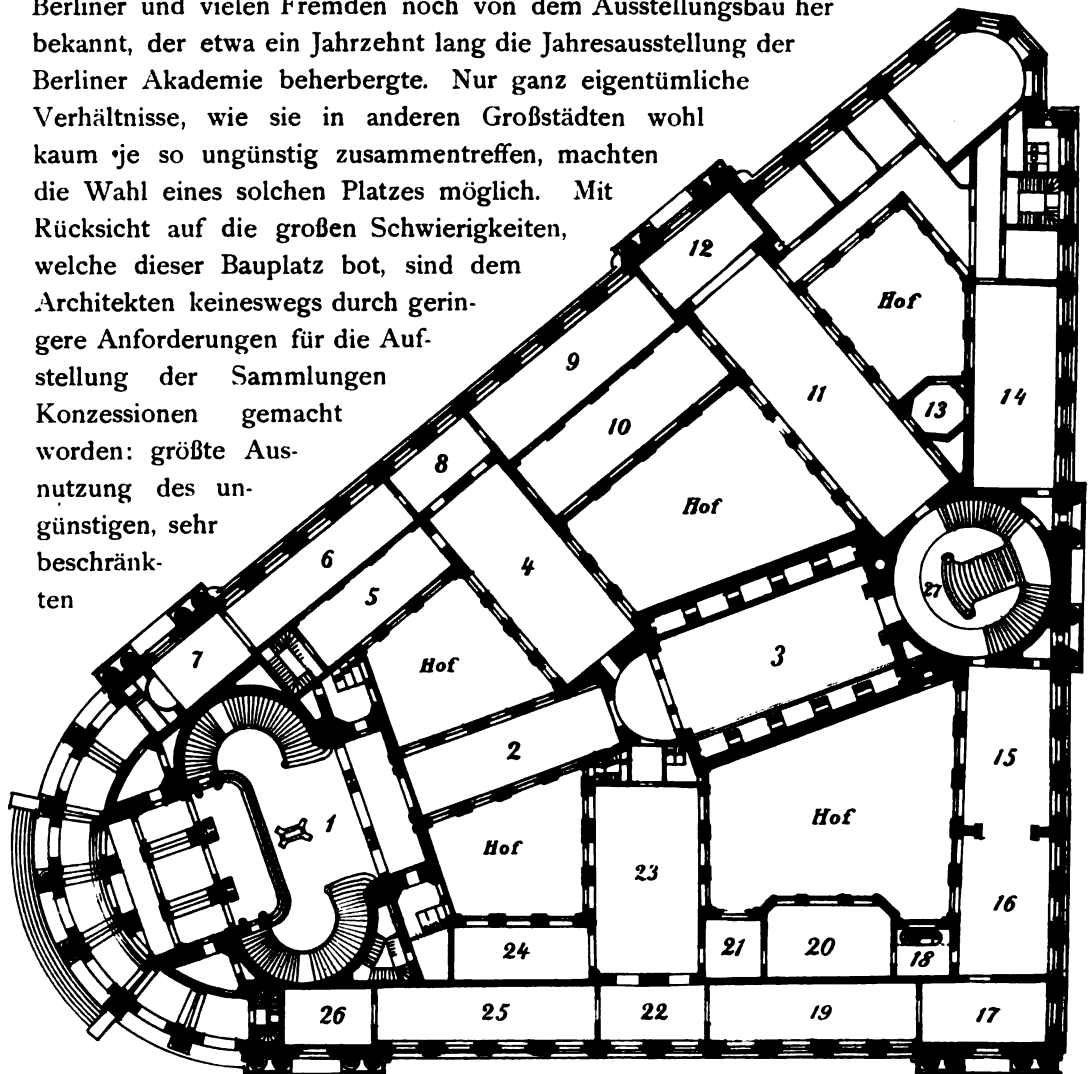 Berliner und vielen Fremden noch von dem Ausstellungsbau her
bekannt, der etwa ein Jahrzehnt lang die Jahresausstellung der
Berliner Akademie beherbergte. Nur ganz eigentümliche
Verhältnisse, wie sie in anderen Großstädten wohl
kaum je so ungünstig zusammentreffen, machten
die Wahl eines solchen Platzes möglich. Mit
Rücksicht auf die großen Schwierigkeiten,
welche dieser Bauplatz bot, sind dem
Architekten keineswegs durch gerin-
gere Anforderungen für die Auf-
stellung der Sammlungen
Konzessionen gemacht
worden: größte Aus-
nutzung des un-
günstigen, sehr
beschränk-
ten
12
Hof
9
11
13
14
10
8
Hof
6
4
5
27
7
Hof
3
2
15
1
Hof
Hof
23
16
24
21
20
18
26
25
22
19
17